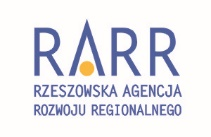 RARR
RZESZOWSKA AGENCJA
ROZWOJU REGIONALNEGO